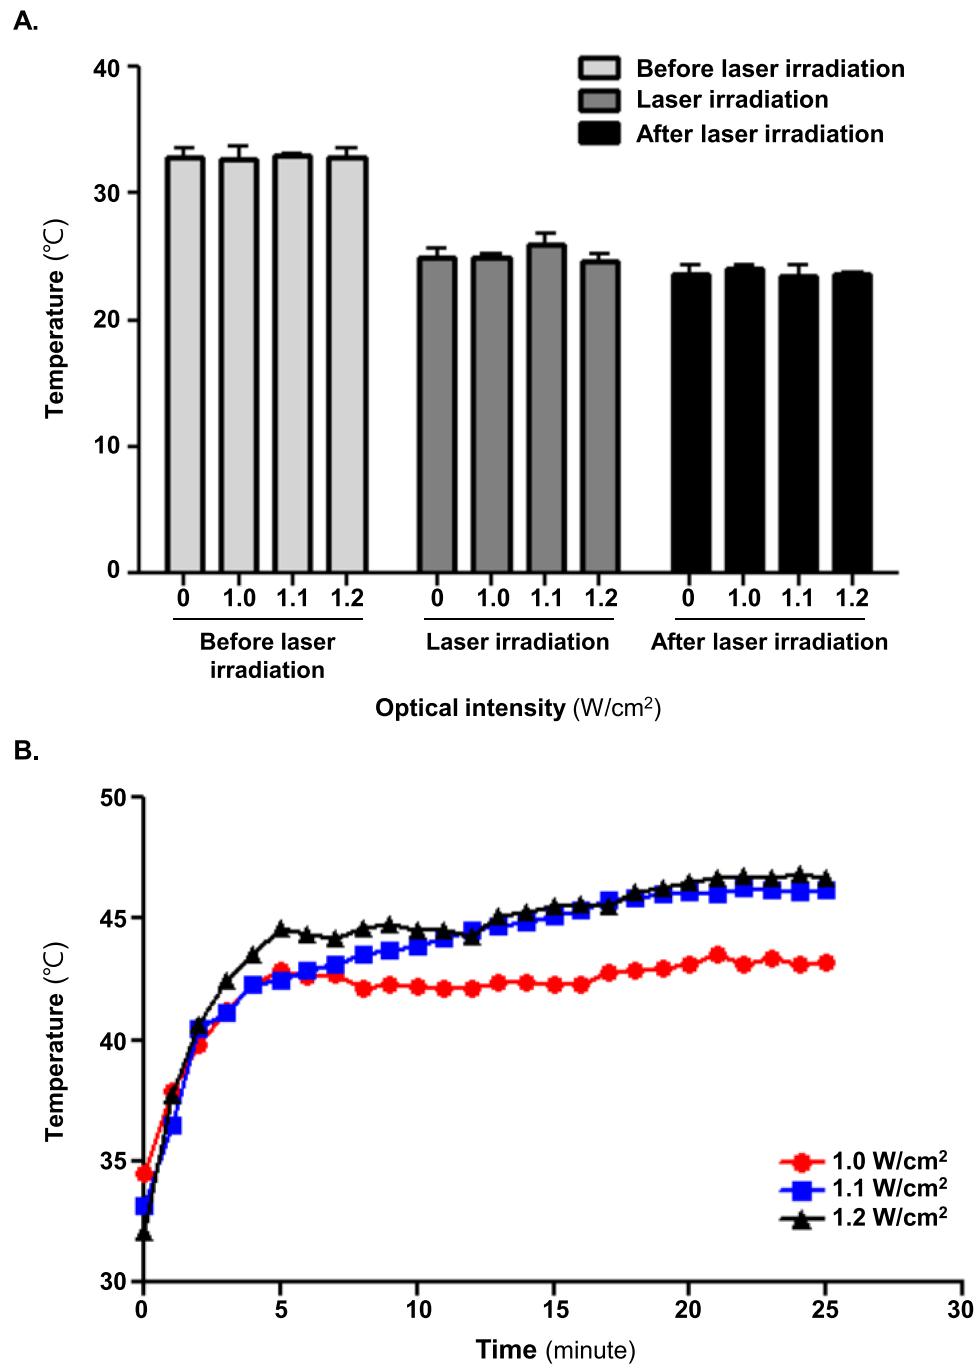 A.
40
30
20
10
0
Temperature (℃)
Before laser irradiation
Laser irradiation
After laser irradiation
0 1.0 1.1 1.2 0 1.0 1.1 1.2 0 1.0 1.1 1.2
Before laser
irradiation
Laser irradiation
After laser irradiation
Optical intensity (W/cm²)
B.
50
45
40
35
30
Temperature (℃)
1.0 W/cm²
1.1 W/cm²
1.2 W/cm²
0 5 10 15 20 25 30
Time (minute)